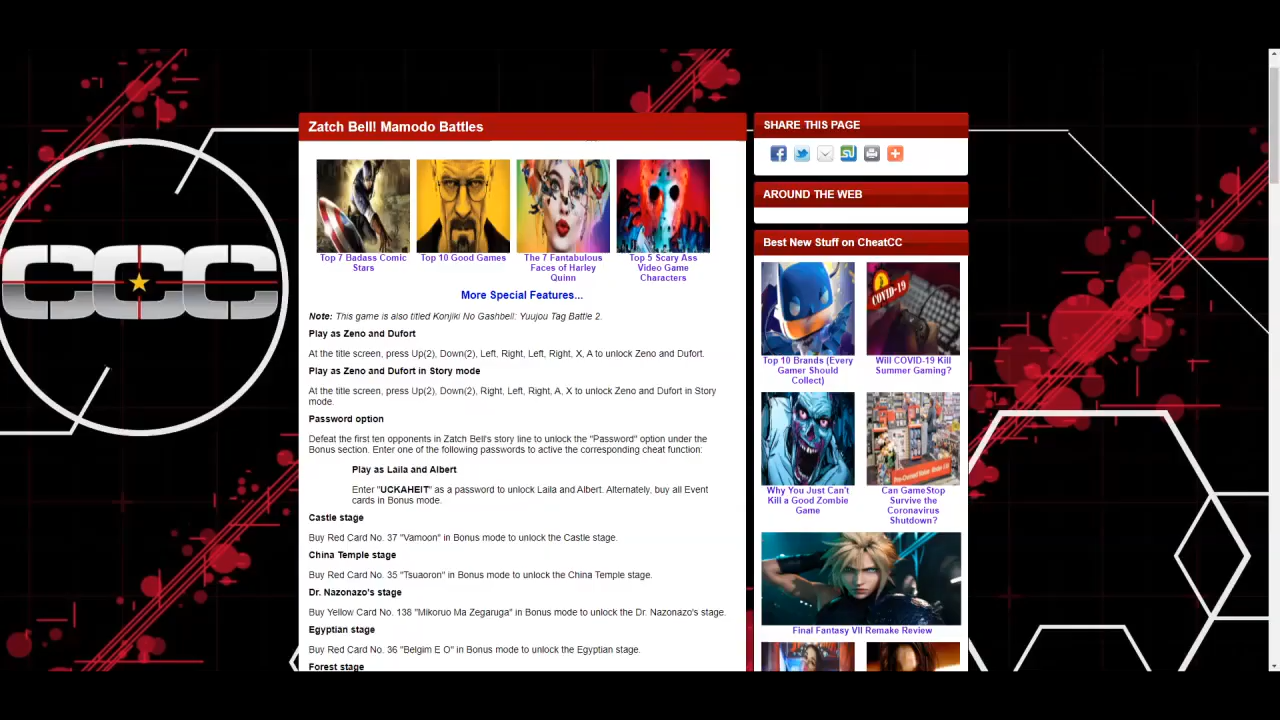 Zatch Bell! Mamodo Battles
Top 7 Badass Comic
Stars
Top 10 Good Games
The 7 Fantabulous
Faces of Harley
Quinn
Top 5 Scary Ass
Video Game
Characters
More Special Features...
Note: This game is also titled Konjiki No Gashbell: Yuujou Tag Battle 2.
Play as Zeno and Dufort
At the title screen, press Up(2), Down(2), Left, Right, Left, Right, X, A to unlock Zeno and Dufort.
Play as Zeno and Dufort in Story mode
At the title screen, press Up(2), Down(2), Right, Left, Right, A, X to unlock Zeno and Dufort in Story
mode.
Password option
Defeat the first ten opponents in Zatch Bell's story line to unlock the "Password" option under the
Bonus section. Enter one of the following passwords to active the corresponding cheat function:
Play as Laila and Albert
Enter "UCKAHEIT" as a password to unlock Laila and Albert. Alternately, buy all Event
cards in Bonus mode.
Castle stage
Buy Red Card No. 37 "Vamoon" in Bonus mode to unlock the Castle stage.
China Temple stage
Buy Red Card No. 35 "Tsuaoron" in Bonus mode to unlock the China Temple stage.
Dr. Nazonazo's stage
Buy Yellow Card No. 138 "Mikoruo Ma Zegaruga" in Bonus mode to unlock the Dr. Nazonazo's stage.
Egyptian stage
Buy Red Card No. 36 "Belgim E O" in Bonus mode to unlock the Egyptian stage.
Forest stage
SHARE THIS PAGE
AROUND THE WEB
Best New Stuff on CheatCC
COVID-19
Top 10 Brands (Every
Gamer Should
Collect)
Will COVID-19 Kill
Summer Gaming?
Why You Just Can't
Kill a Good Zombie
Game
Can GameStop
Survive the
Coronavirus
Shutdown?
Final Fantasy VII Remake Review
CCC